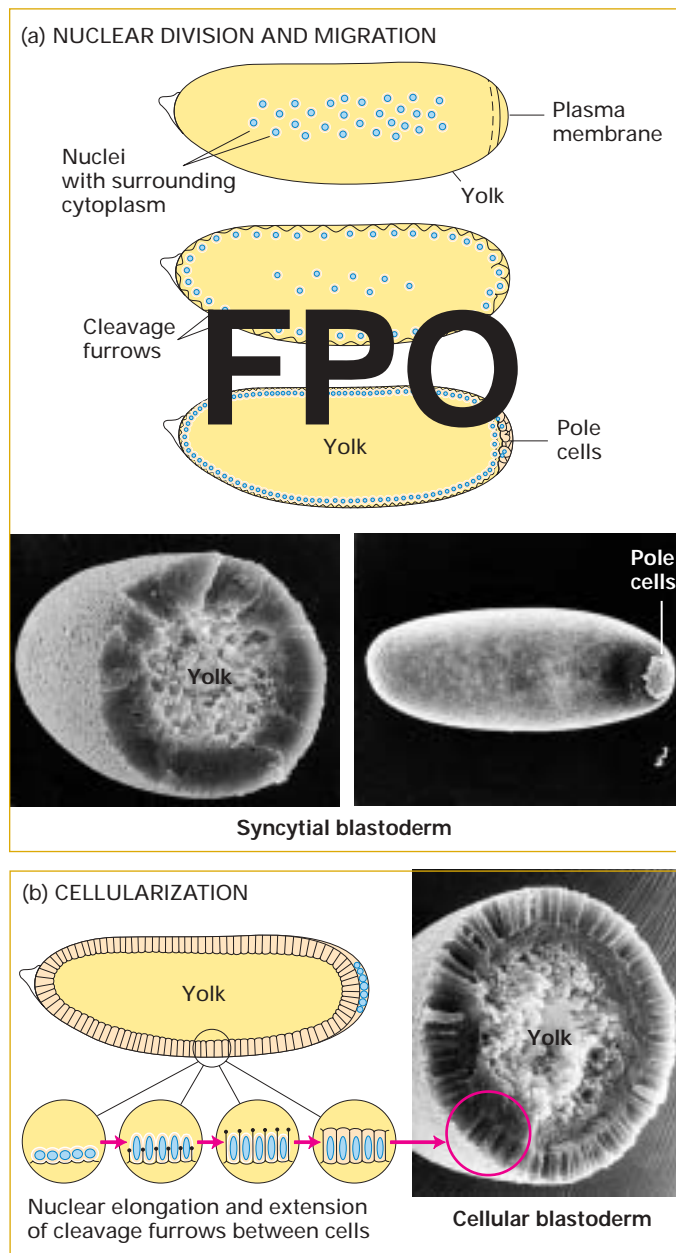 (a) NUCLEAR DIVISION AND MIGRATION
Plasma
membrane
Nuclei
with surrounding
cytoplasm
Yolk
Cleavage
furrows
FPO
Yolk
Pole
cells
Yolk
Pole
cells
Syncytial blastoderm
(b) CELLULARIZATION
Yolk
Yolk
Nuclear elongation and extension
of cleavage furrows between cells
Cellular blastoderm